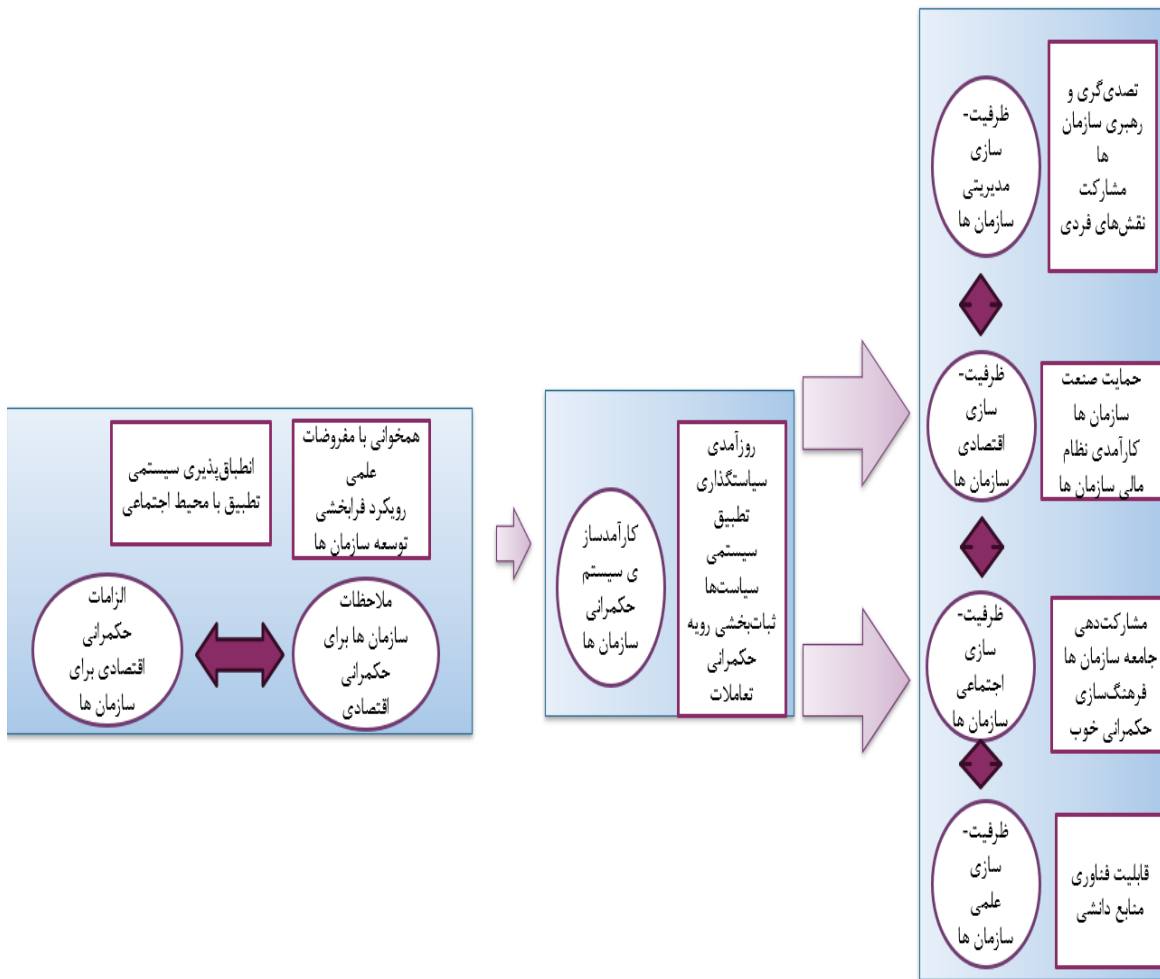 تصدی‌گری و
رهبری سازمان
ها
مشارکت
نقش‌های فردی
ظرفیت-
سازی
مدیریتی
سازمان ها
حمایت صنعت
سازمان ها
کارآمدی نظام
مالی سازمان ها
ظرفیت-
سازی
اقتصادی
سازمان ها
مشارکت‌دهی
جامعه سازمان ها
فرهنگ‌سازی
حکمرانی خوب
ظرفیت-
سازی
اجتماعی
سازمان ها
قابلیت فناوری
منابع دانشی
ظرفیت-
سازی
علمی
سازمان ها
روزآمدی
سیاستگذاری
تطبیق
سیستمی
سیاست‌ها
ثبات‌بخشی رویه
حکمرانی
تعاملات
کارآمدساز
ی سیستم
حکمرانی
سازمان ها
همخوانی با مفروضات
علمی
رویکرد فرابخشی
توسعه سازمان ها
انطباق‌پذیری سیستمی
تطبیق با محیط اجتماعی
ملاحظات
سازمان ها برای
حکمرانی
اقتصادی
الزامات
حکمرانی
اقتصادی برای
سازمان ها